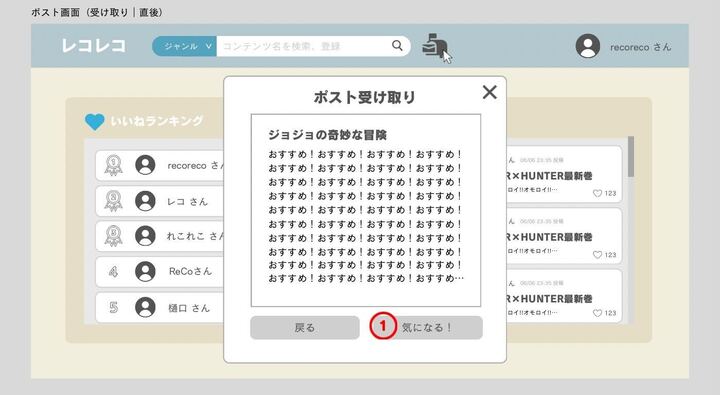 ポスト画面（受け取り｜直後）
レコレコ
ジャンル ∨
コンテンツ名を検索、登録
recoreco さん
ポスト受け取り
ジョジョの奇妙な冒険
おすすめ！おすすめ！おすすめ！おすすめ！
おすすめ！おすすめ！おすすめ！おすすめ！
おすすめ！おすすめ！おすすめ！おすすめ！
おすすめ！おすすめ！おすすめ！おすすめ！
おすすめ！おすすめ！おすすめ！おすすめ！
おすすめ！おすすめ！おすすめ！おすすめ！
おすすめ！おすすめ！おすすめ！おすすめ！
おすすめ！おすすめ！おすすめ！おすすめ！
おすすめ！おすすめ！おすすめ！おすすめ！
おすすめ！おすすめ！おすすめ！おすすめ…
戻る
1 気になる！
いいねランキング
1 recoreco さん
2 レコ さん
3 れこれこ さん
4 ReCoさん
5 樋口 さん
ん 06/06 23:35 投稿
R×HUNTER最新巻
ロイ!!オモロイ!!…
123
ん 06/06 23:35 投稿
R×HUNTER最新巻
ロイ!!オモロイ!!…
123
ん 06/06 23:35 投稿
R×HUNTER最新巻
ロイ!!オモロイ!!…
123